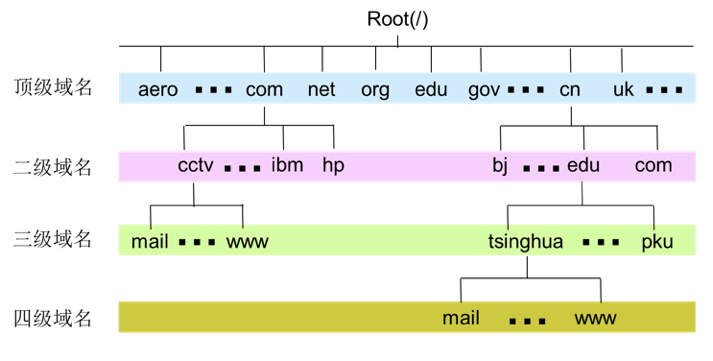 Root(/)
顶级域名 aero ... com net org edu gov ... cn uk ...
二级域名 cctv ... ibm hp bj ... edu com
三级域名 mail ... www tsinghua ... pku
四级域名 mail ... www